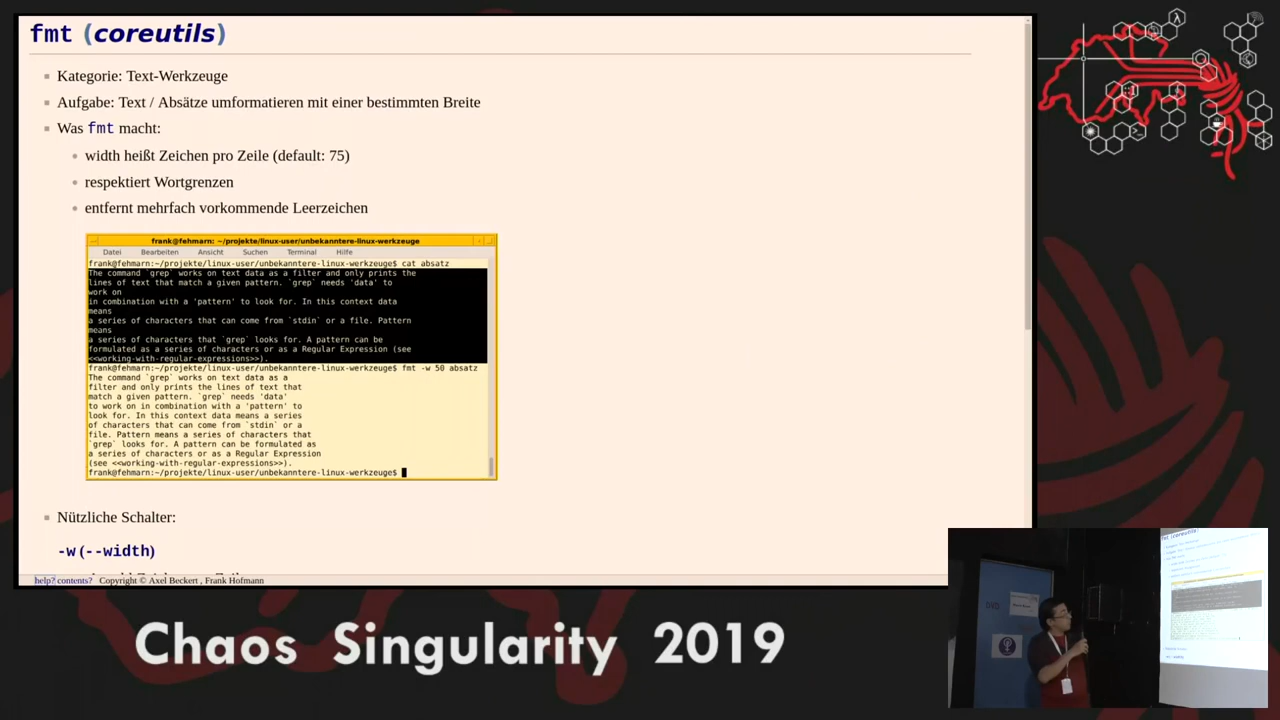 fmt (coreutils)
Kategorie: Text-Werkzeuge
Aufgabe: Text / Absätze umformatieren mit einer bestimmten Breite
Was fmt macht:
width heißt Zeichen pro Zeile (default: 75)
respektiert Wortgrenzen
entfernt mehrfach vorkommende Leerzeichen
frank@fehmarn: ~/projekte/linux-user/unbekanntere-linux-werkzeuge
Datei Bearbeiten Ansicht Suchen Terminal Hilfe
frank@fehmarn:~/projekte/linux-user/unbekanntere-linux-werkzeuge$ cat absatz
The command `grep` works on text data as a filter and only prints the
lines of text that match a given pattern. `grep` needs 'data' to
work on
in combination with a 'pattern' to look for. In this context data
means
a series of characters that can come from `stdin` or a file. Pattern
means
a series of characters that `grep` looks for. A pattern can be
formulated as a series of characters or as a Regular Expression (see
<<working-with-regular-expressions>>).
frank@fehmarn:~/projekte/linux-user/unbekanntere-linux-werkzeuge$ fmt -w 50 absatz
The command `grep` works on text data as a
filter and only prints the lines of text that
match a given pattern. `grep` needs 'data'
to work on in combination with a 'pattern' to
look for. In this context data means a series
of characters that can come from `stdin` or a
file. Pattern means a series of characters that
`grep` looks for. A pattern can be formulated as
a series of characters or as a Regular Expression
(see <<working-with-regular-expressions>>).
frank@fehmarn:~/projekte/linux-user/unbekanntere-linux-werkzeuge$
Nützliche Schalter:
-w (--width)
help? contents? Copyright © Axel Beckert , Frank Hofmann
Chaos Singularity 2019